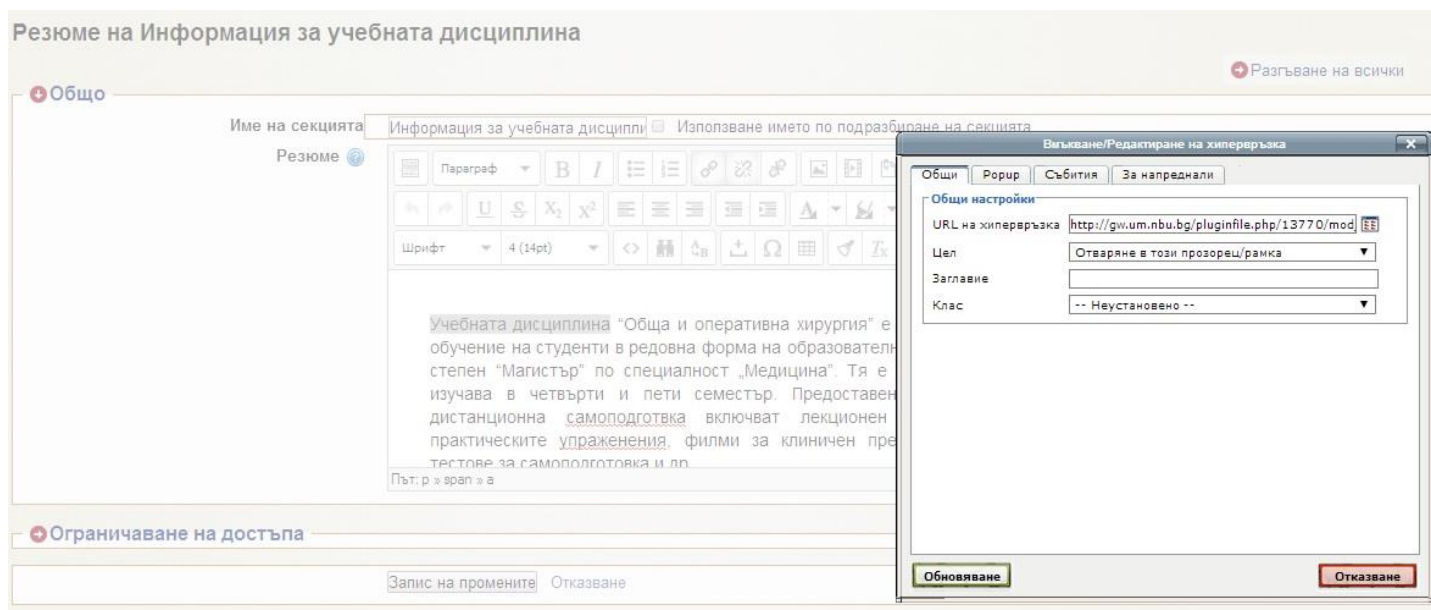 Резюме на Информация за учебната дисциплина
Разгъване на всички
Общо
Име на секцията Информация за учебната дисципли Използване името по подразбиране на секцията
Резюме
Параграф B I
U S X₂ X² A
Шрифт 4 (14pt) <> Ω Tx
Учебната дисциплина “Обща и оперативна хирургия” е
обучение на студенти в редовна форма на образователн
степен “Магистър” по специалност „Медицина”. Тя е
изучава в четвърти и пети семестър. Предоставен
дистанционна самоподготвка включват лекционен
практическите упраженения, филми за клиничен пре
тестове за самоподготовка и др
Път: p » span » a
Ограничаване на достъпа
Запис на промените Отказване
Вмъкване/Редактиране на хипервръзка X
Общи Popup Събития За напреднали
Общи настройки
URL на хипервръзка http://gw.um.nbu.bg/pluginfile.php/13770/mod
Цел Отваряне в този прозорец/рамка
Заглавие
Клас -- Неустановено --
Обновяване Отказване